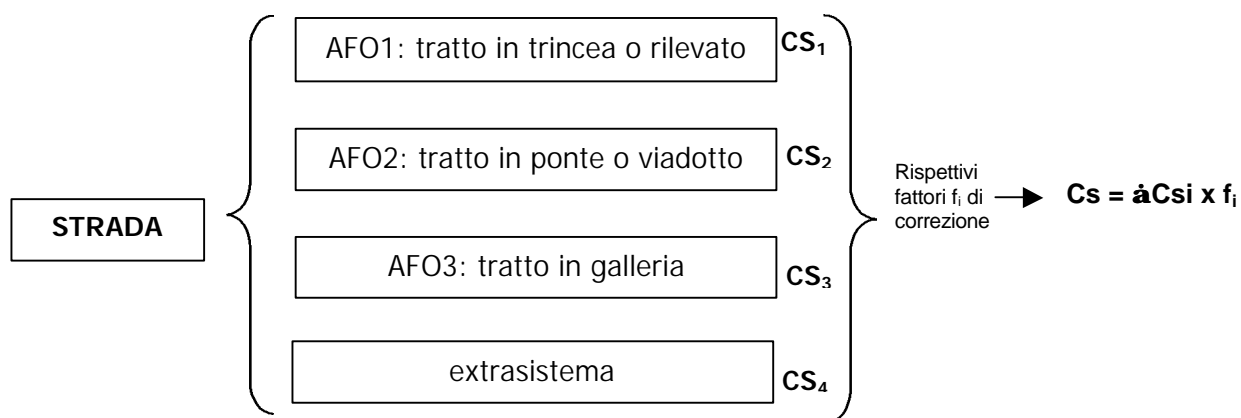 STRADA
AFO1: tratto in trincea o rilevato
CS₁
AFO2: tratto in ponte o viadotto
CS₂
AFO3: tratto in galleria
CS₃
extrasistema
CS₄
Rispettivi
fattori fᵢ di
correzione
Cs = åCsi x fᵢ